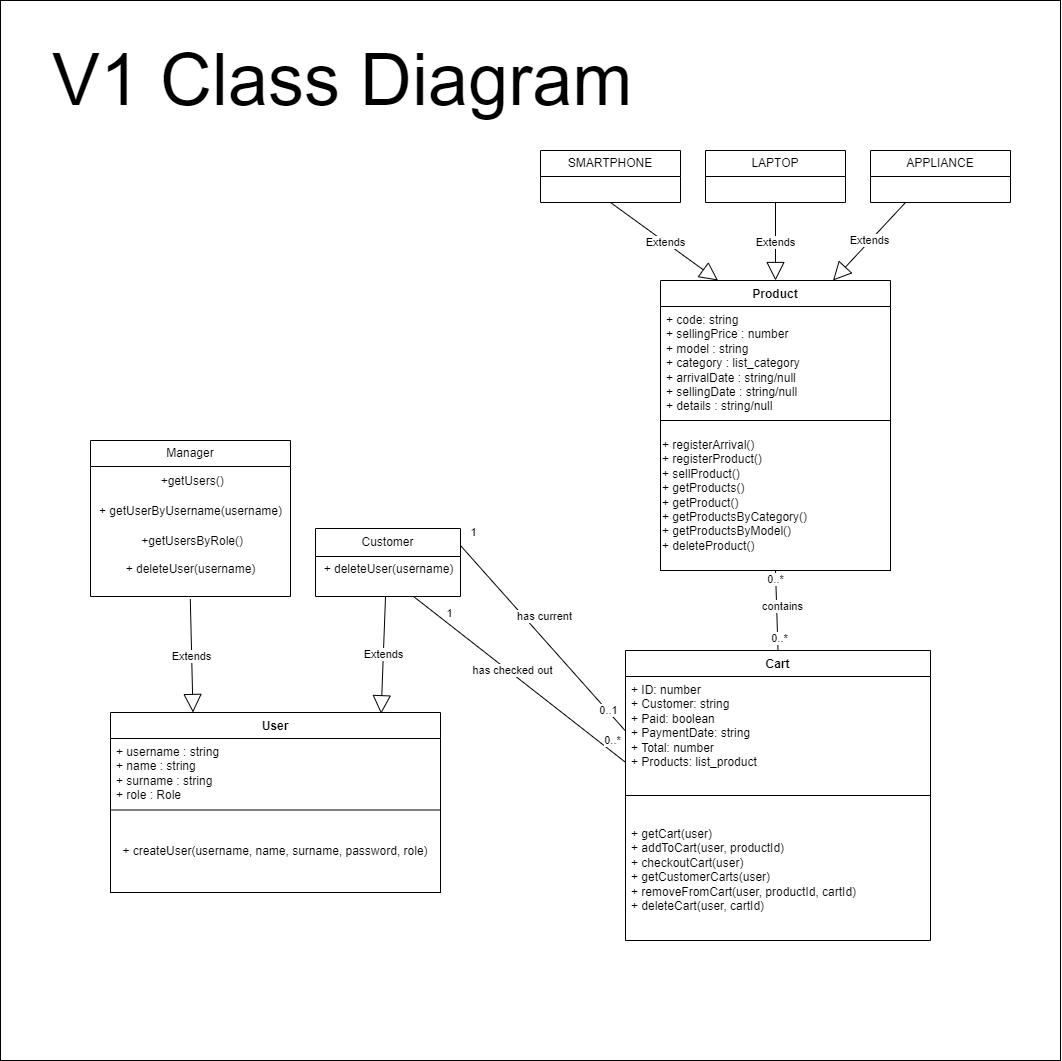 V1 Class Diagram
SMARTPHONE
LAPTOP
APPLIANCE
Extends
Extends
Extends
Product
+ code: string
+ sellingPrice : number
+ model : string
+ category : list_category
+ arrivalDate : string/null
+ sellingDate : string/null
+ details : string/null
+ registerArrival()
+ registerProduct()
+ sellProduct()
+ getProducts()
+ getProduct()
+ getProductsByCategory()
+ getProductsByModel()
+ deleteProduct()
Manager
+getUsers()
+ getUserByUsername(username)
+getUsersByRole()
+ deleteUser(username)
Customer
+ deleteUser(username)
1
1
has current
has checked out
0..1
0..*
0..*
contains
0..*
Extends
Extends
User
+ username : string
+ name : string
+ surname : string
+ role : Role
+ createUser(username, name, surname, password, role)
Cart
+ ID: number
+ Customer: string
+ Paid: boolean
+ PaymentDate: string
+ Total: number
+ Products: list_product
+ getCart(user)
+ addToCart(user, productId)
+ checkoutCart(user)
+ getCustomerCarts(user)
+ removeFromCart(user, productId, cartId)
+ deleteCart(user, cartId)